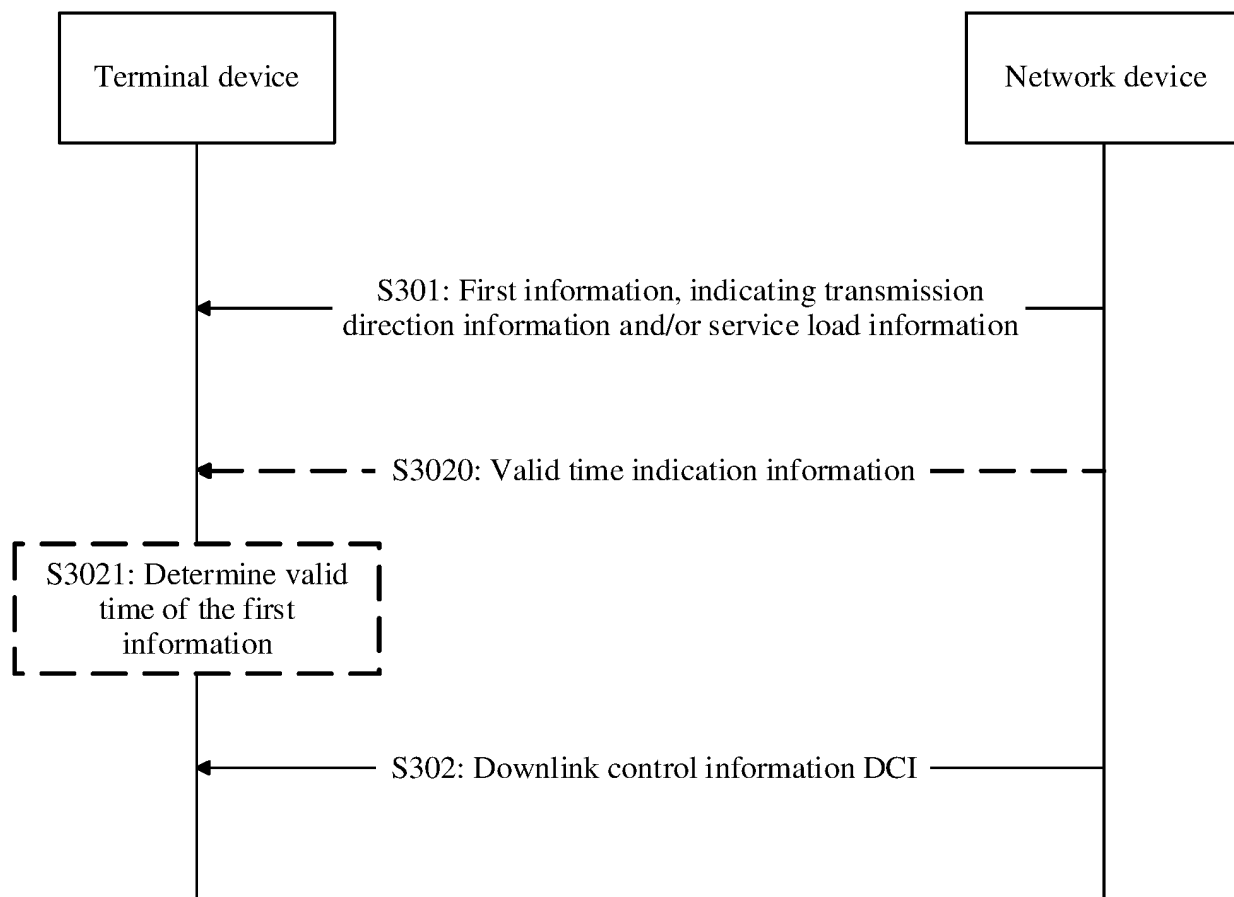 Terminal device
Network device
S301: First information, indicating transmission
direction information and/or service load information
S3020: Valid time indication information
S3021: Determine valid
time of the first
information
S302: Downlink control information DCI